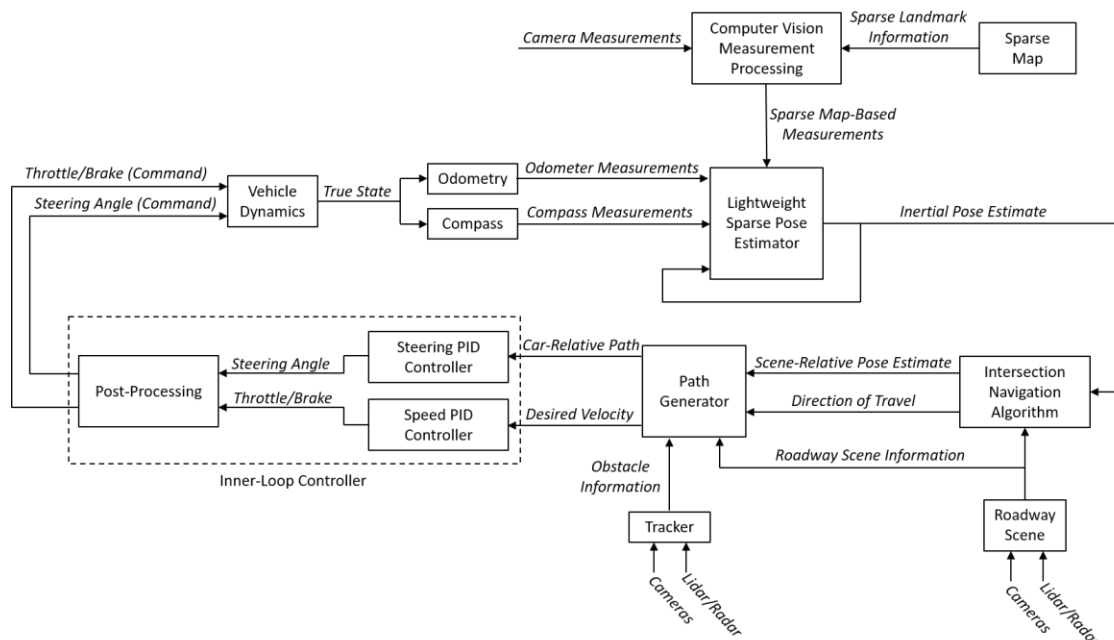 Camera Measurements
Computer Vision
Measurement
Processing
Sparse Landmark
Information
Sparse
Map
Sparse Map-Based
Measurements
Throttle/Brake (Command)
Steering Angle (Command)
Vehicle
Dynamics
True State
Odometry
Compass
Odometer Measurements
Compass Measurements
Lightweight
Sparse Pose
Estimator
Inertial Pose Estimate
Post-Processing
Steering Angle
Throttle/Brake
Steering PID
Controller
Speed PID
Controller
Inner-Loop Controller
Car-Relative Path
Desired Velocity
Path
Generator
Scene-Relative Pose Estimate
Direction of Travel
Roadway Scene Information
Intersection
Navigation
Algorithm
Obstacle
Information
Tracker
Cameras
Lidar/Radar
Roadway
Scene
Cameras
Lidar/Radar